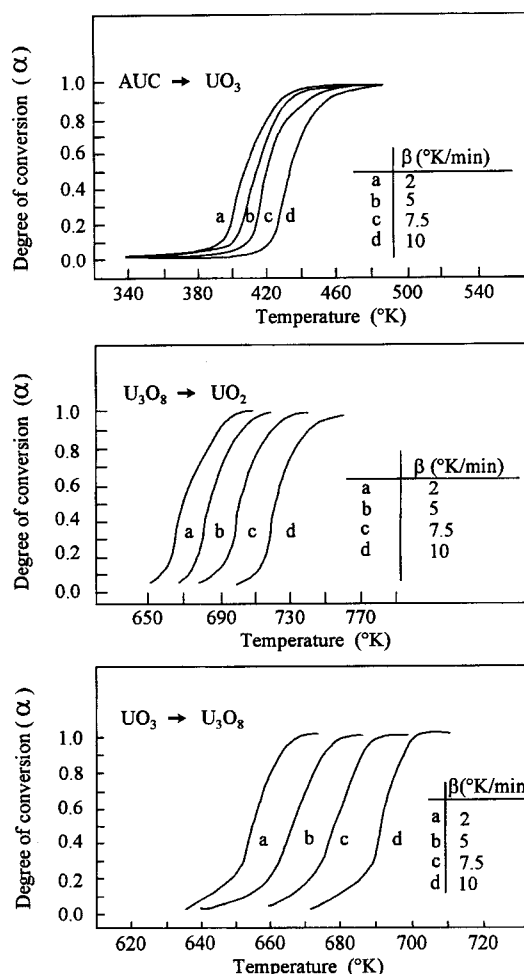 AUC → UO₃
Degree of conversion (α)
1.0
0.8
0.6
0.4
0.2
0.0
a b c d
β (°K/min)
a 2
b 5
c 7.5
d 10
340 380 420 460 500 540
Temperature (°K)
U₃O₈ → UO₂
Degree of conversion (α)
1.0
0.8
0.6
0.4
0.2
0.0
a b c d
β (°K/min)
a 2
b 5
c 7.5
d 10
650 690 730 770
Temperature (°K)
UO₃ → U₃O₈
Degree of conversion (α)
1.0
0.8
0.6
0.4
0.2
0.0
a b c d
β(°K/min
a 2
b 5
c 7.5
d 10
620 640 660 680 700 720
Temperature (°K)